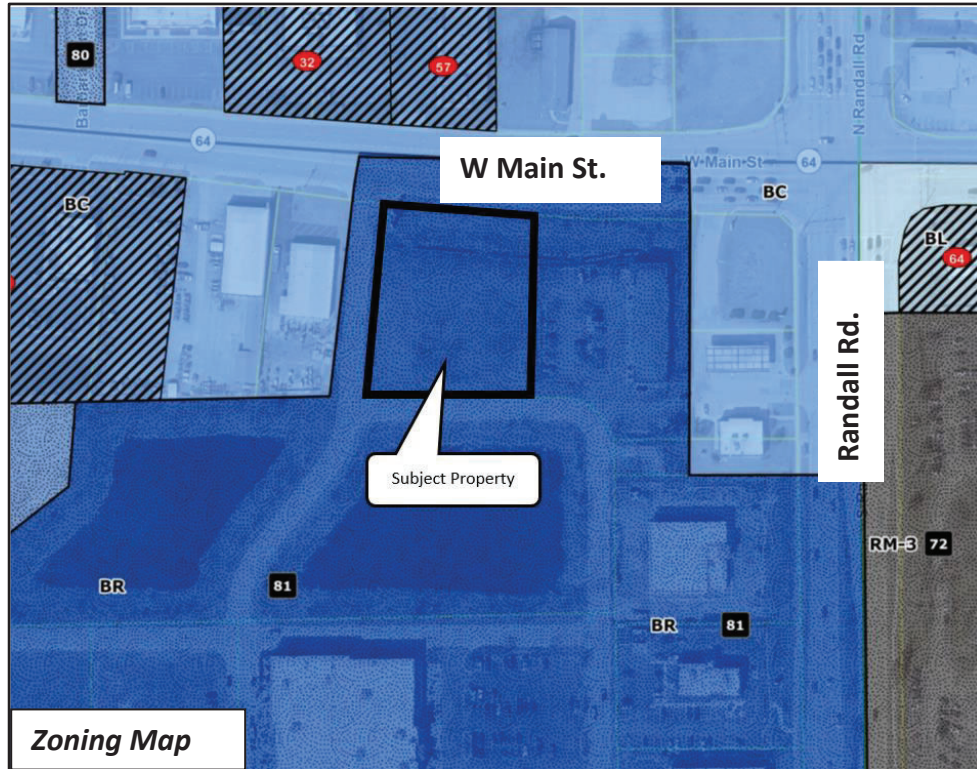 80
32
57
N Randall Rd
64
W Main St.
W Main St
64
BC
BC
BL
64
Randall Rd.
Subject Property
RM-3 72
BR
81
BR
81
Zoning Map